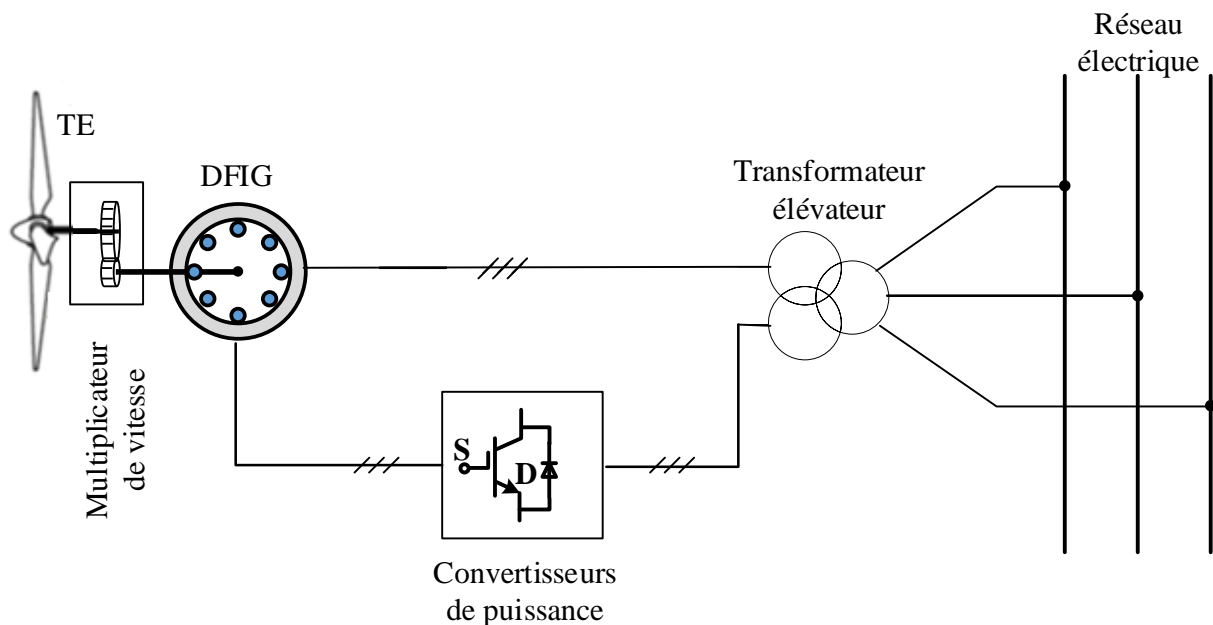 Réseau
électrique
TE
DFIG
Transformateur
élévateur
Multiplicateur
de vitesse
S
D
Convertisseurs
de puissance